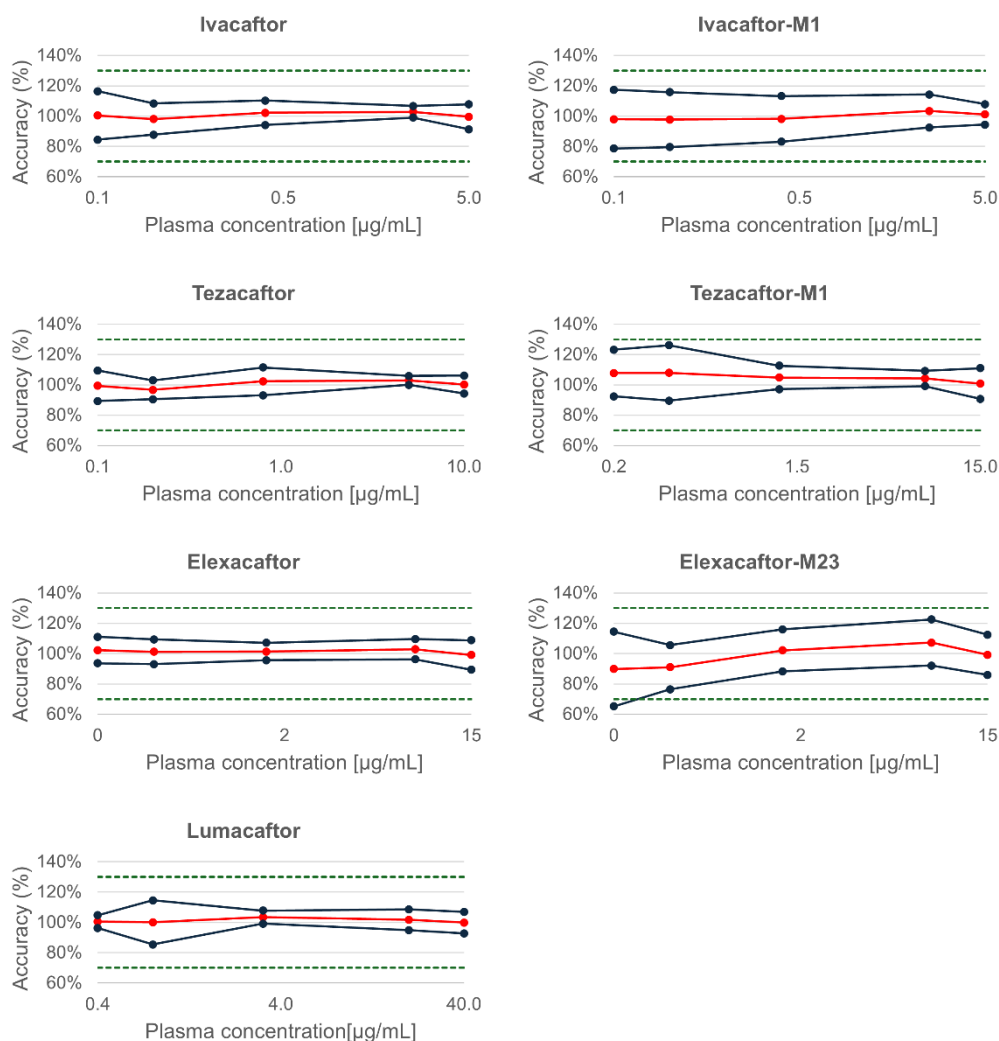 Ivacaftor
140%
120%
100%
80%
60%
Accuracy (%)
0.1 0.5 5.0
Plasma concentration [µg/mL]
Ivacaftor-M1
140%
120%
100%
80%
60%
Accuracy (%)
0.1 0.5 5.0
Plasma concentration [µg/mL]
Tezacaftor
140%
120%
100%
80%
60%
Accuracy (%)
0.1 1.0 10.0
Plasma concentration [µg/mL]
Tezacaftor-M1
140%
120%
100%
80%
60%
Accuracy (%)
0.2 1.5 15.0
Plasma concentration [µg/mL]
Elexacaftor
140%
120%
100%
80%
60%
Accuracy (%)
0 2 15
Plasma concentration [µg/mL]
Elexacaftor-M23
140%
120%
100%
80%
60%
Accuracy (%)
0 2 15
Plasma concentration [µg/mL]
Lumacaftor
140%
120%
100%
80%
60%
Accuracy (%)
0.4 4.0 40.0
Plasma concentration[µg/mL]